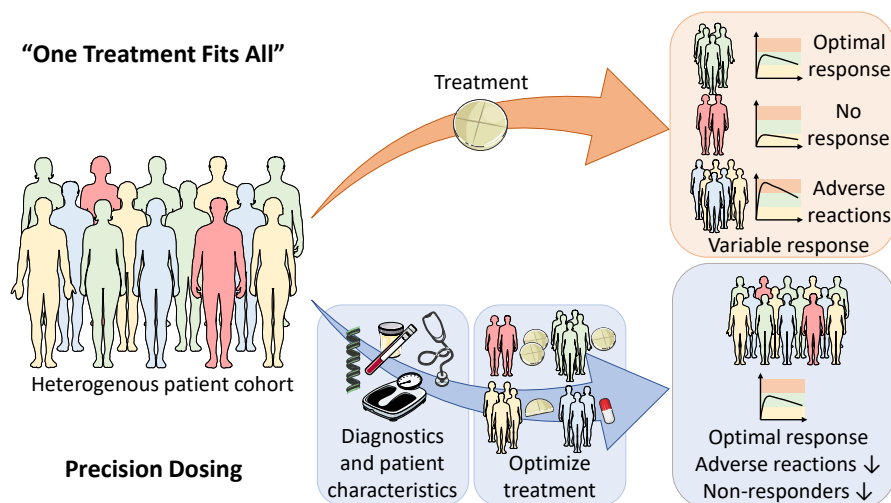 “One Treatment Fits All”
Treatment
Optimal
response
No
response
Adverse
reactions
Variable response
Heterogenous patient cohort
Precision Dosing
Diagnostics
and patient
characteristics
Optimize
treatment
Optimal response
Adverse reactions ↓
Non-responders ↓